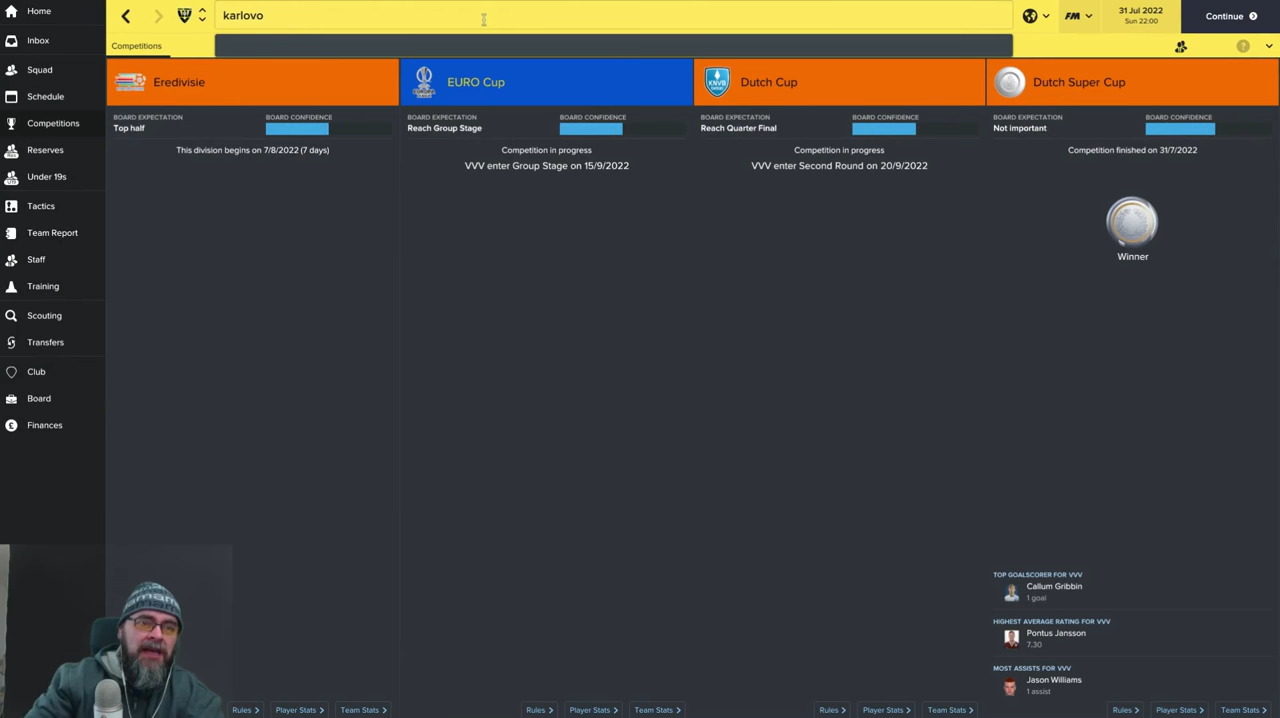 Home
Inbox
Squad
Schedule
Competitions
Reserves
Under 19s
Tactics
Team Report
Staff
Training
Scouting
Transfers
Club
Board
Finances
karlovo
FM
31 Jul 2022
Sun 22:00
Continue
Competitions
?
Eredivisie
BOARD EXPECTATION
Top half
BOARD CONFIDENCE
This division begins on 7/8/2022 (7 days)
Rules
Player Stats
Team Stats
EURO Cup
BOARD EXPECTATION
Reach Group Stage
BOARD CONFIDENCE
Competition in progress
VVV enter Group Stage on 15/9/2022
Rules
Player Stats
Team Stats
KNVB
Dutch Cup
BOARD EXPECTATION
Reach Quarter Final
BOARD CONFIDENCE
Competition in progress
VVV enter Second Round on 20/9/2022
Rules
Player Stats
Team Stats
Dutch Super Cup
BOARD EXPECTATION
Not important
BOARD CONFIDENCE
Competition finished on 31/7/2022
Winner
TOP GOALSCORER FOR VVV
Callum Gribbin
1 goal
HIGHEST AVERAGE RATING FOR VVV
Pontus Jansson
7.30
MOST ASSISTS FOR VVV
Jason Williams
1 assist
Rules
Player Stats
Team Stats